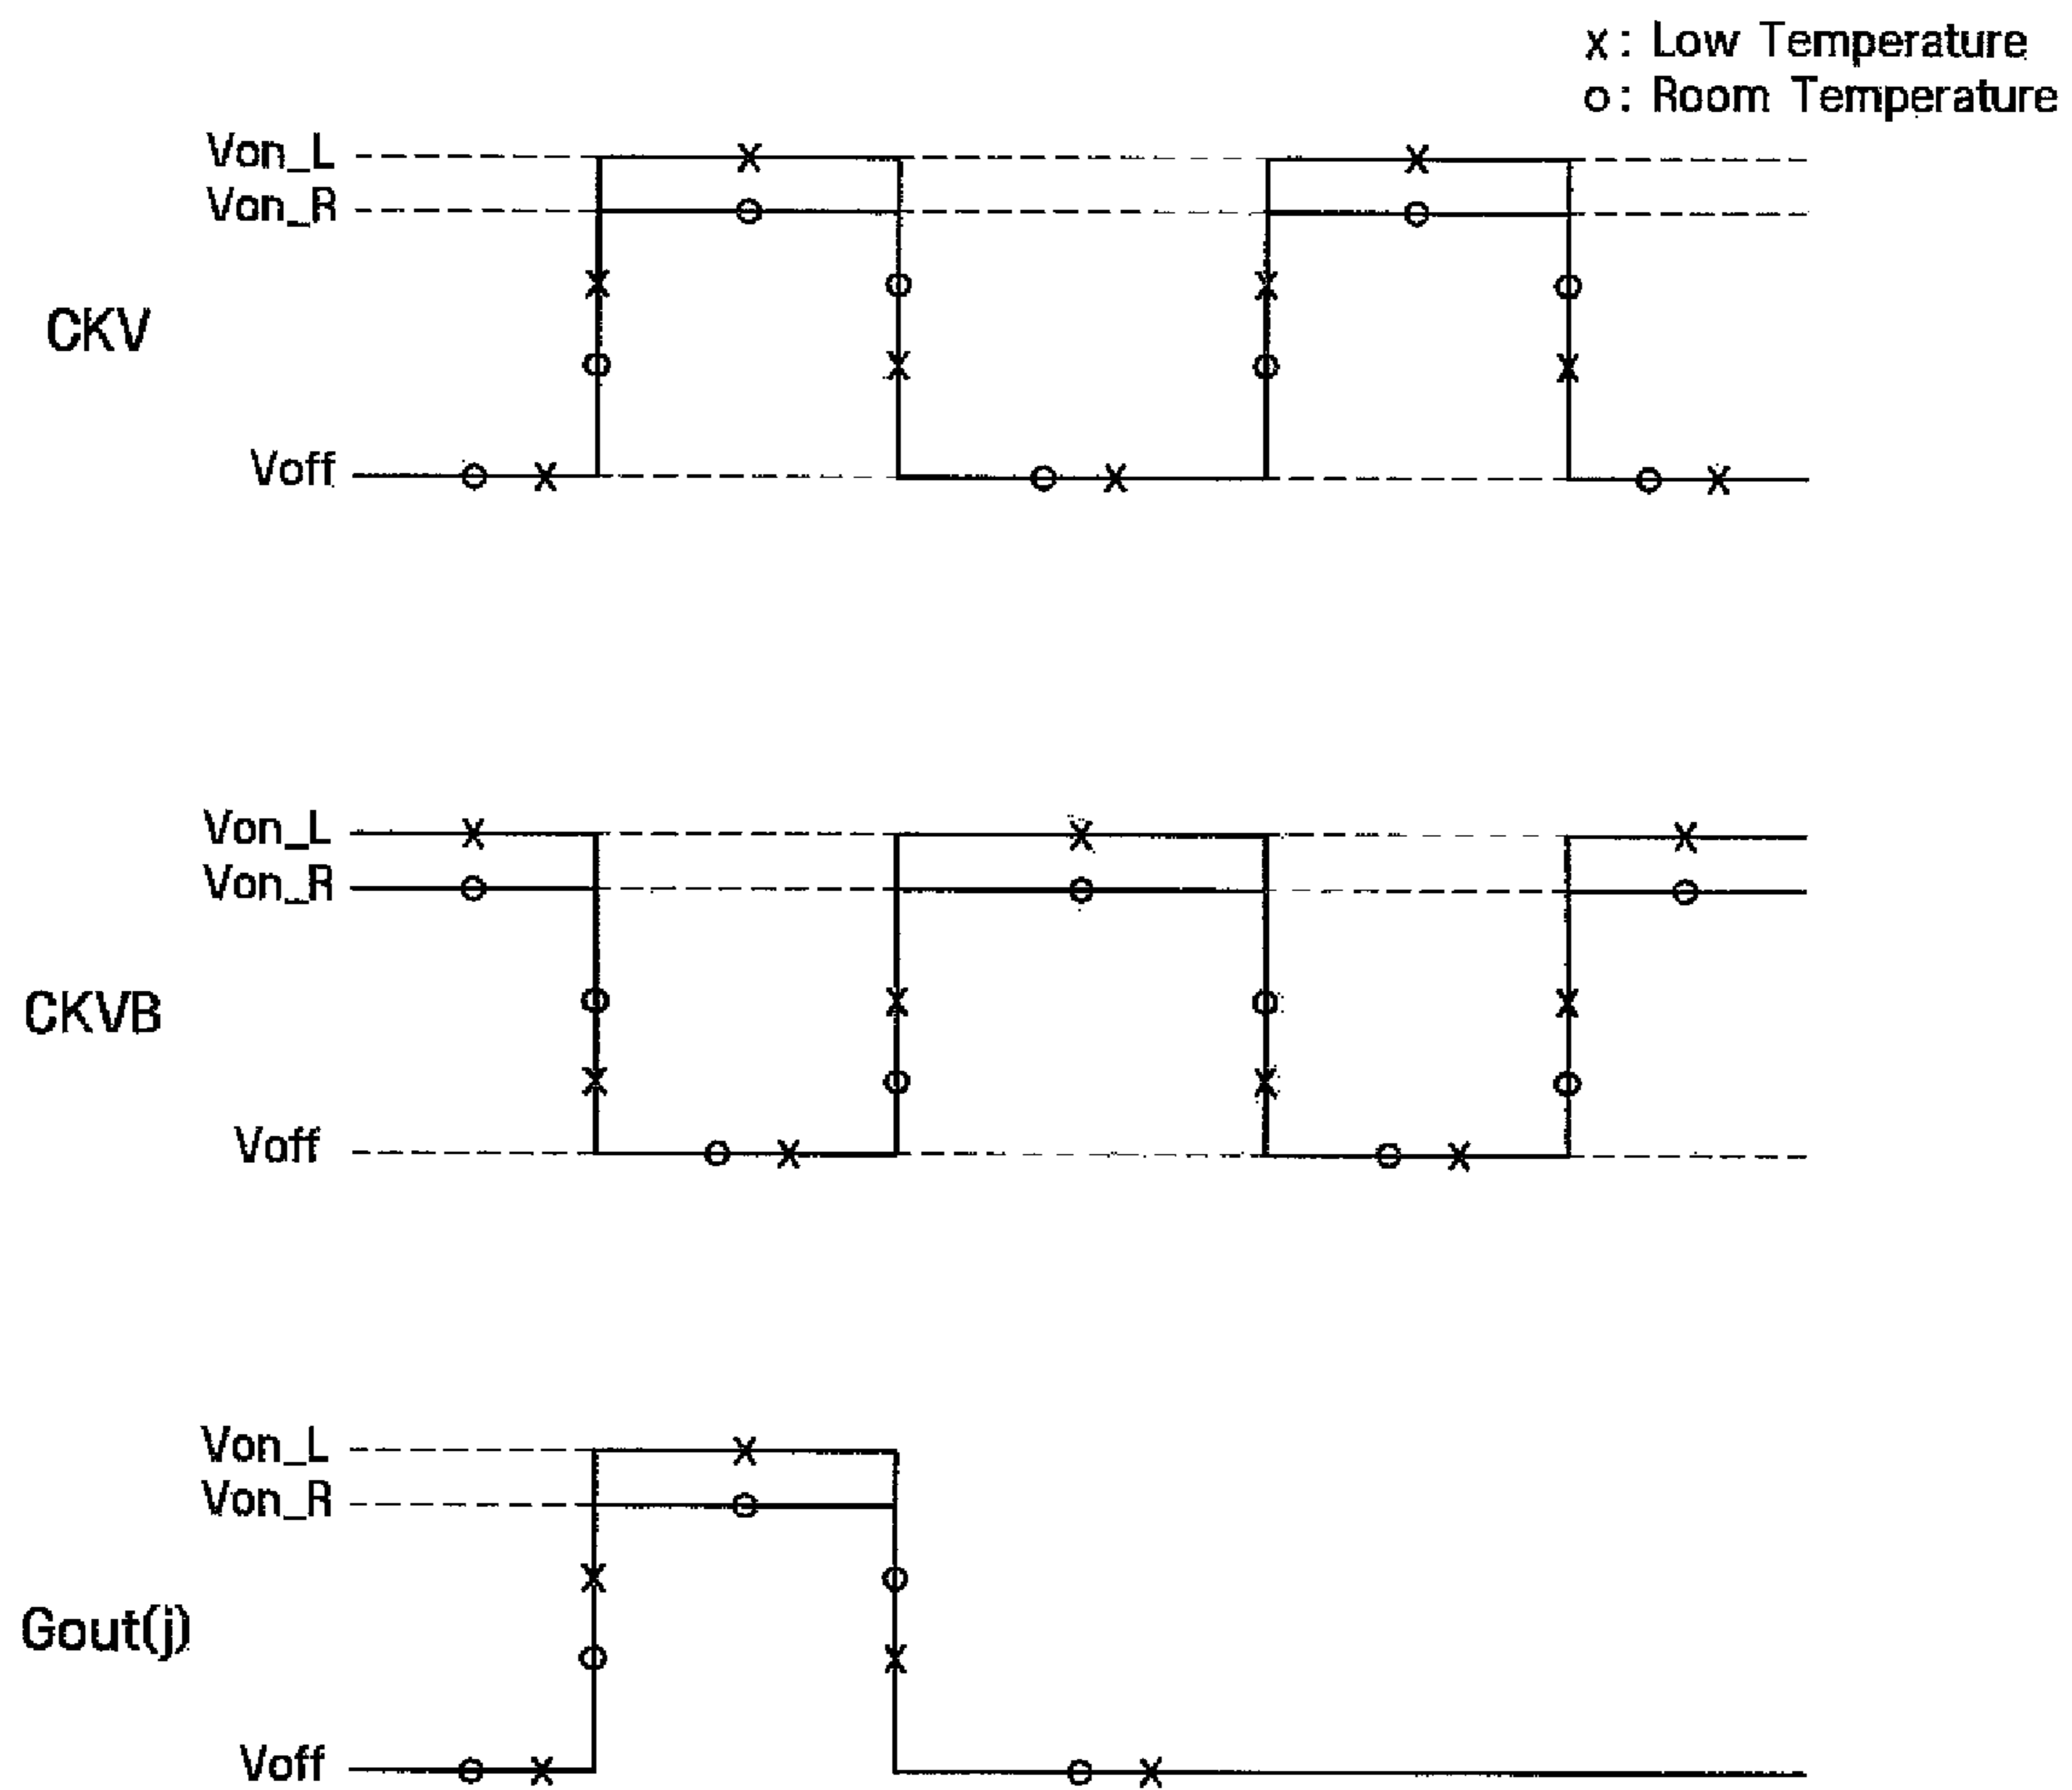 x: Low Temperature
o: Room Temperature
Von_L
Von_R
CKV
Voff
Von_L
Von_R
CKVB
Voff
Von_L
Von_R
Gout(j)
Voff